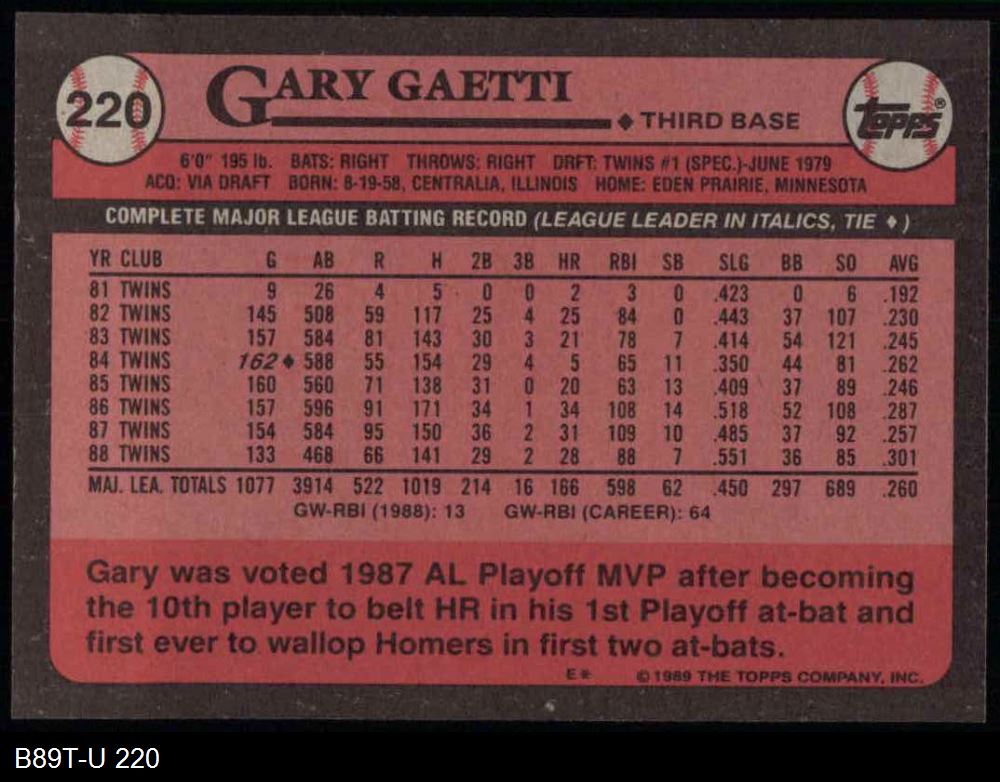 220 GARY GAETTI ◆ THIRD BASE TOPPS®
6'0" 195 lb. BATS: RIGHT THROWS: RIGHT DRFT: TWINS #1 (SPEC.)-JUNE 1979
ACQ: VIA DRAFT BORN: 8-19-58, CENTRALIA, ILLINOIS HOME: EDEN PRAIRIE, MINNESOTA
COMPLETE MAJOR LEAGUE BATTING RECORD (LEAGUE LEADER IN ITALICS, TIE ◆)
YR CLUB G AB R H 2B 3B HR RBI SB SLG BB SO AVG
81 TWINS 9 26 4 5 0 0 2 3 0 .423 0 6 .192
82 TWINS 145 508 59 117 25 4 25 84 0 .443 37 107 .230
83 TWINS 157 584 81 143 30 3 21 78 7 .414 54 121 .245
84 TWINS 162 ◆ 588 55 154 29 4 5 65 11 .350 44 81 .262
85 TWINS 160 560 71 138 31 0 20 63 13 .409 37 89 .246
86 TWINS 157 596 91 171 34 1 34 108 14 .518 52 108 .287
87 TWINS 154 584 95 150 36 2 31 109 10 .485 37 92 .257
88 TWINS 133 468 66 141 29 2 28 88 7 .551 36 85 .301
MAJ. LEA. TOTALS 1077 3914 522 1019 214 16 166 598 62 .450 297 689 .260
GW-RBI (1988): 13 GW-RBI (CAREER): 64
Gary was voted 1987 AL Playoff MVP after becoming
the 10th player to belt HR in his 1st Playoff at-bat and
first ever to wallop Homers in first two at-bats.
E* © 1989 THE TOPPS COMPANY, INC.
B89T-U 220